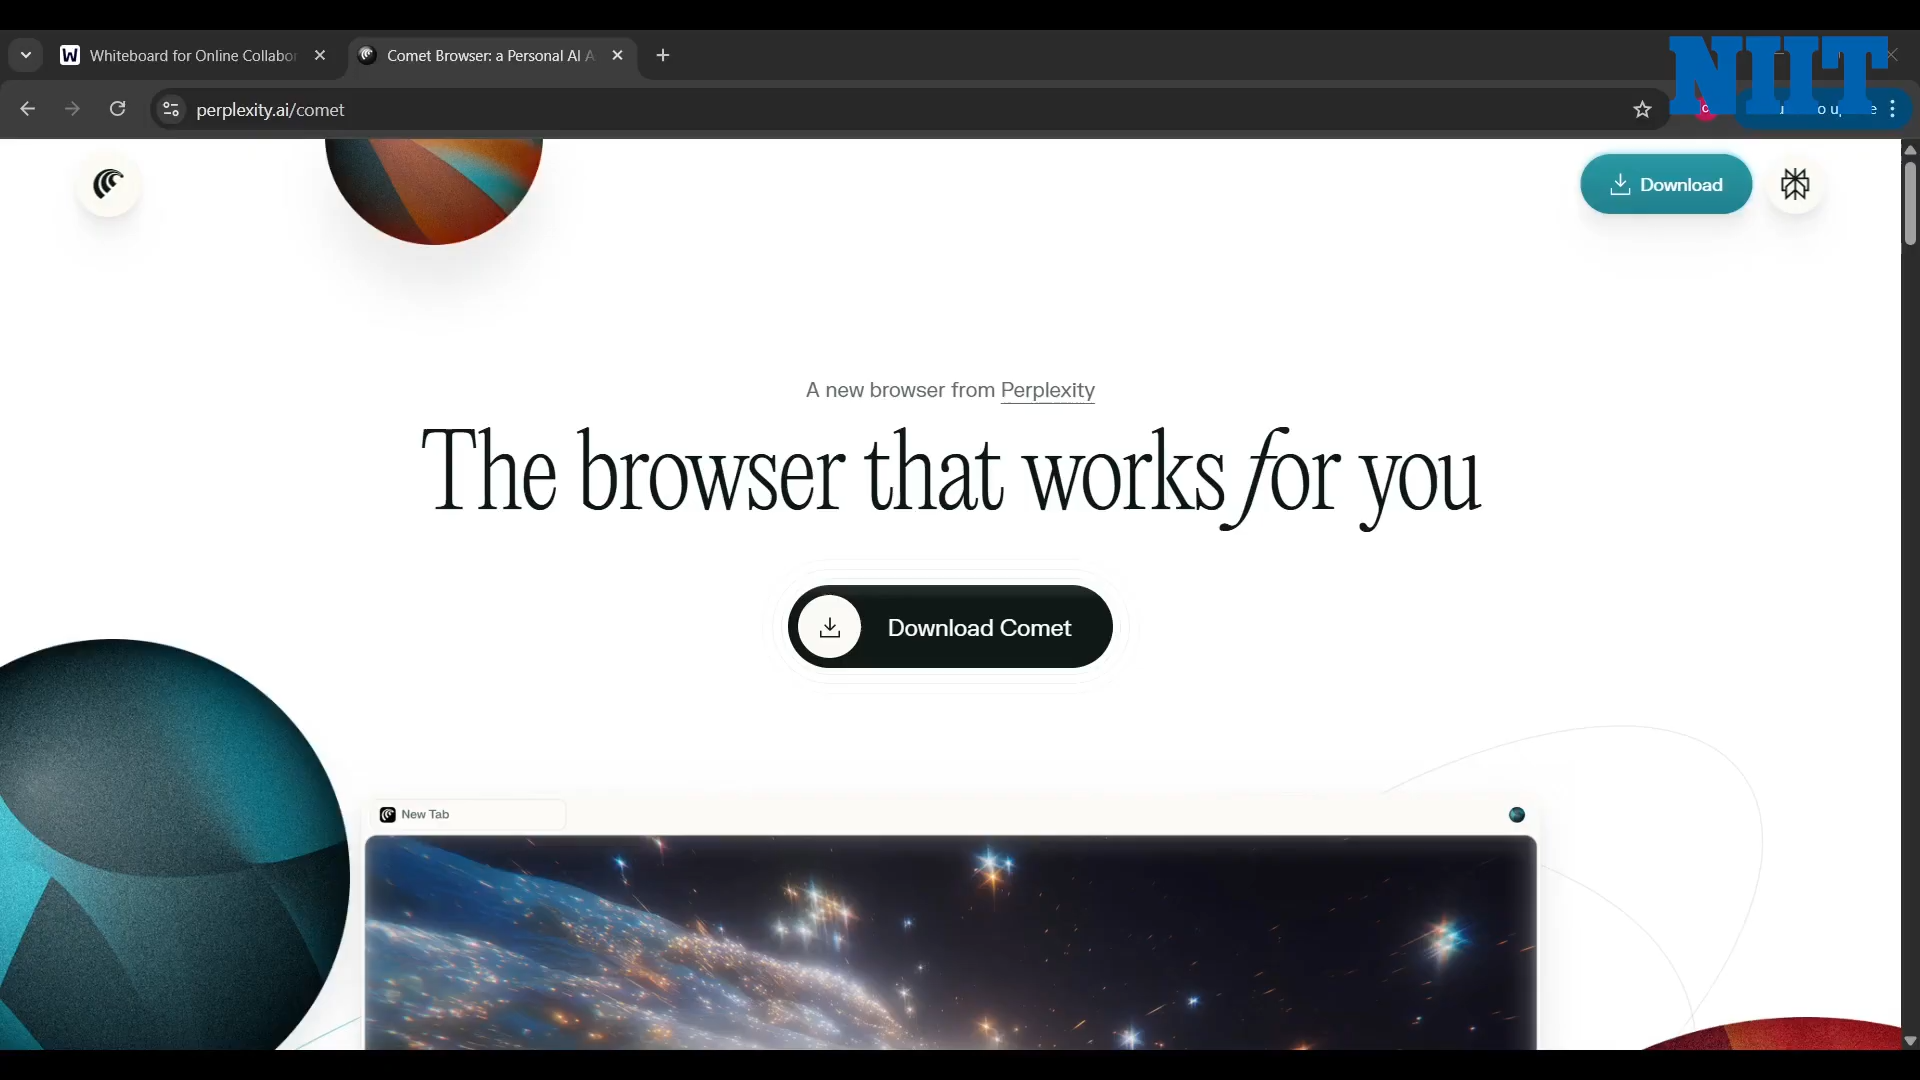 Whiteboard for Online Collabor
Comet Browser: a Personal AI A
NIIT
perplexity.ai/comet
Download
A new browser from Perplexity
The browser that works for you
Download Comet
New Tab